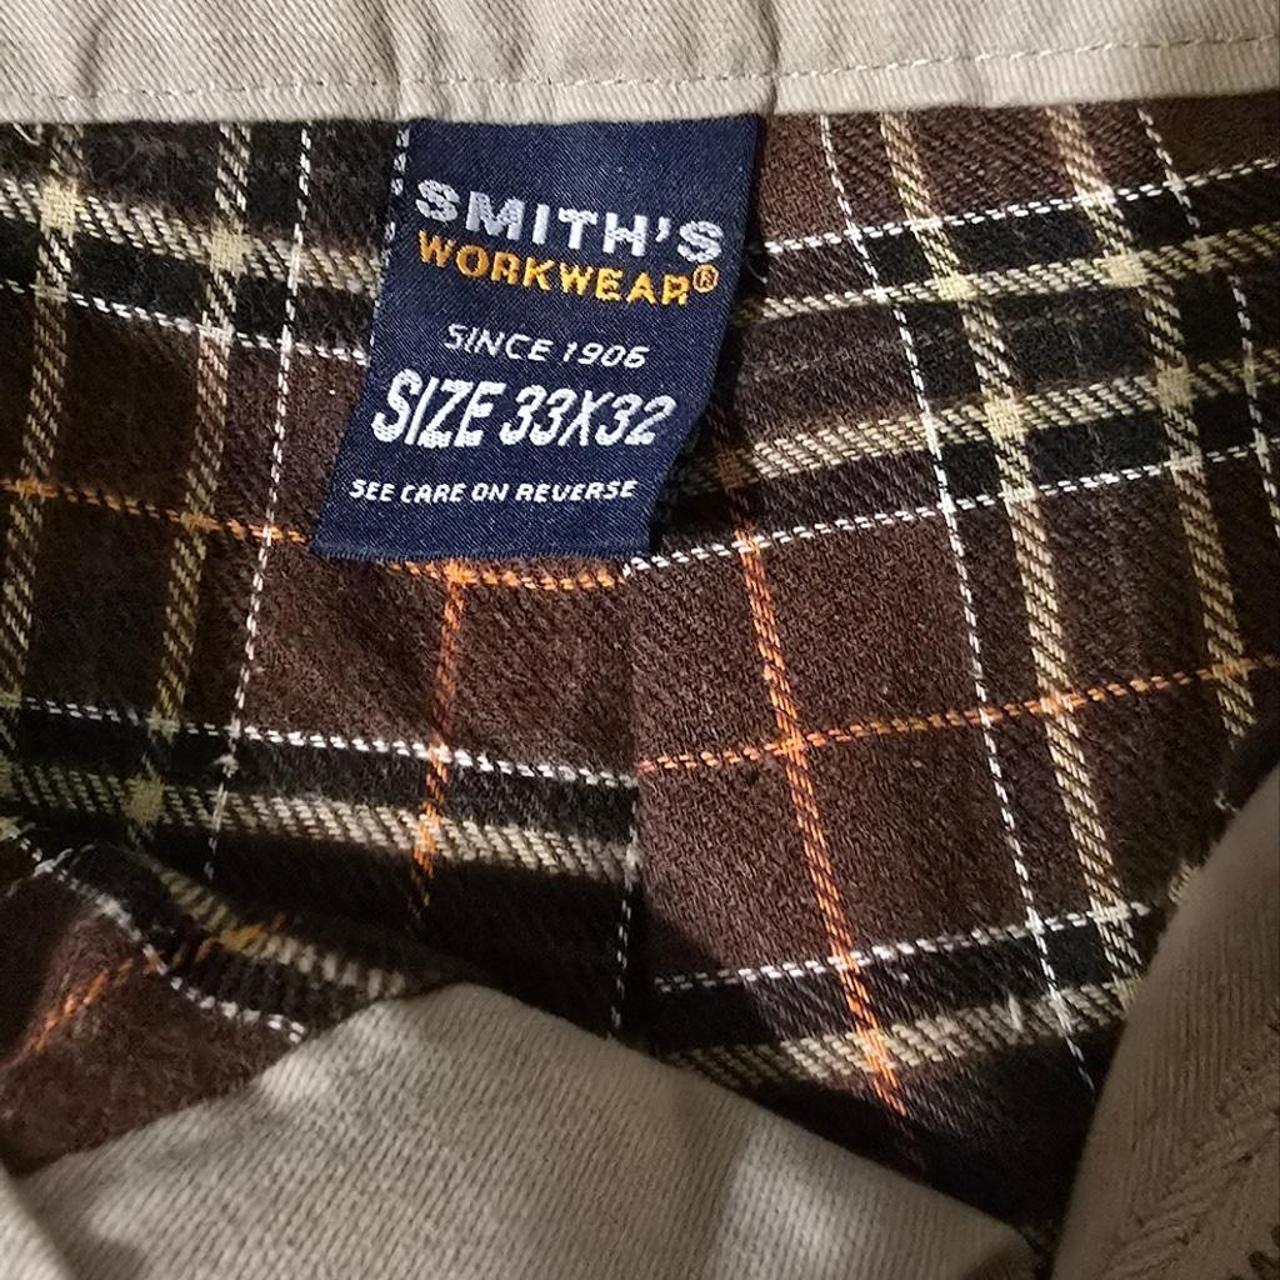 SMITH'S
WORKWEAR®
SINCE 1906
SIZE 33X32
SEE CARE ON REVERSE